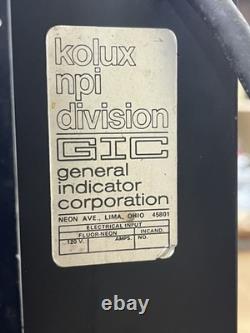 kolux
npi
division
GIC
general
indicator
corporation
NEON AVE., LIMA, OHIO 45801
ELECTRICAL INPUT
FLUOR-NEON INCAND.
120 V. AMPS. NO.